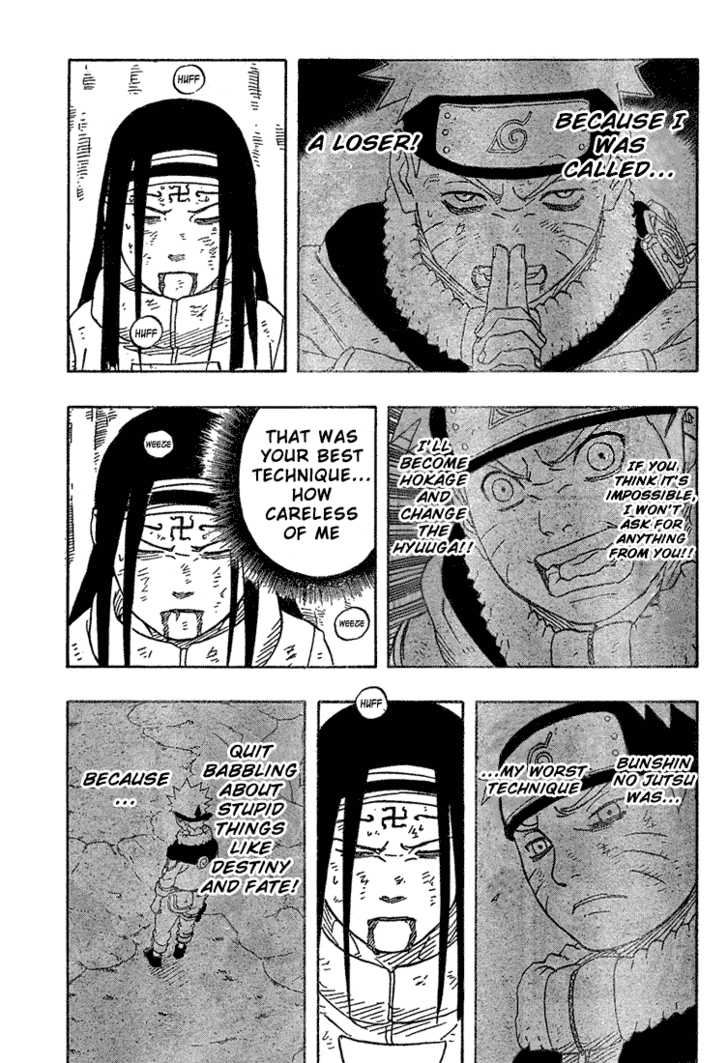 BECAUSE I
WAS
CALLED...
A LOSER!
HUFF
HUFF
IF YOU
THINK IT'S
IMPOSSIBLE,
I WON'T
ASK FOR
ANYTHING
FROM YOU!!
I'LL
BECOME
HOKAGE
AND
CHANGE
THE
HYUUGA!!
THAT WAS
YOUR BEST
TECHNIQUE...
HOW
CARELESS
OF ME
WEEZE
WEEZE
BUNSHIN
NO JUTSU
WAS...
...MY WORST
TECHNIQUE
HUFF
QUIT
BABBLING
ABOUT
STUPID
THINGS
LIKE
DESTINY
AND FATE!
BECAUSE
...